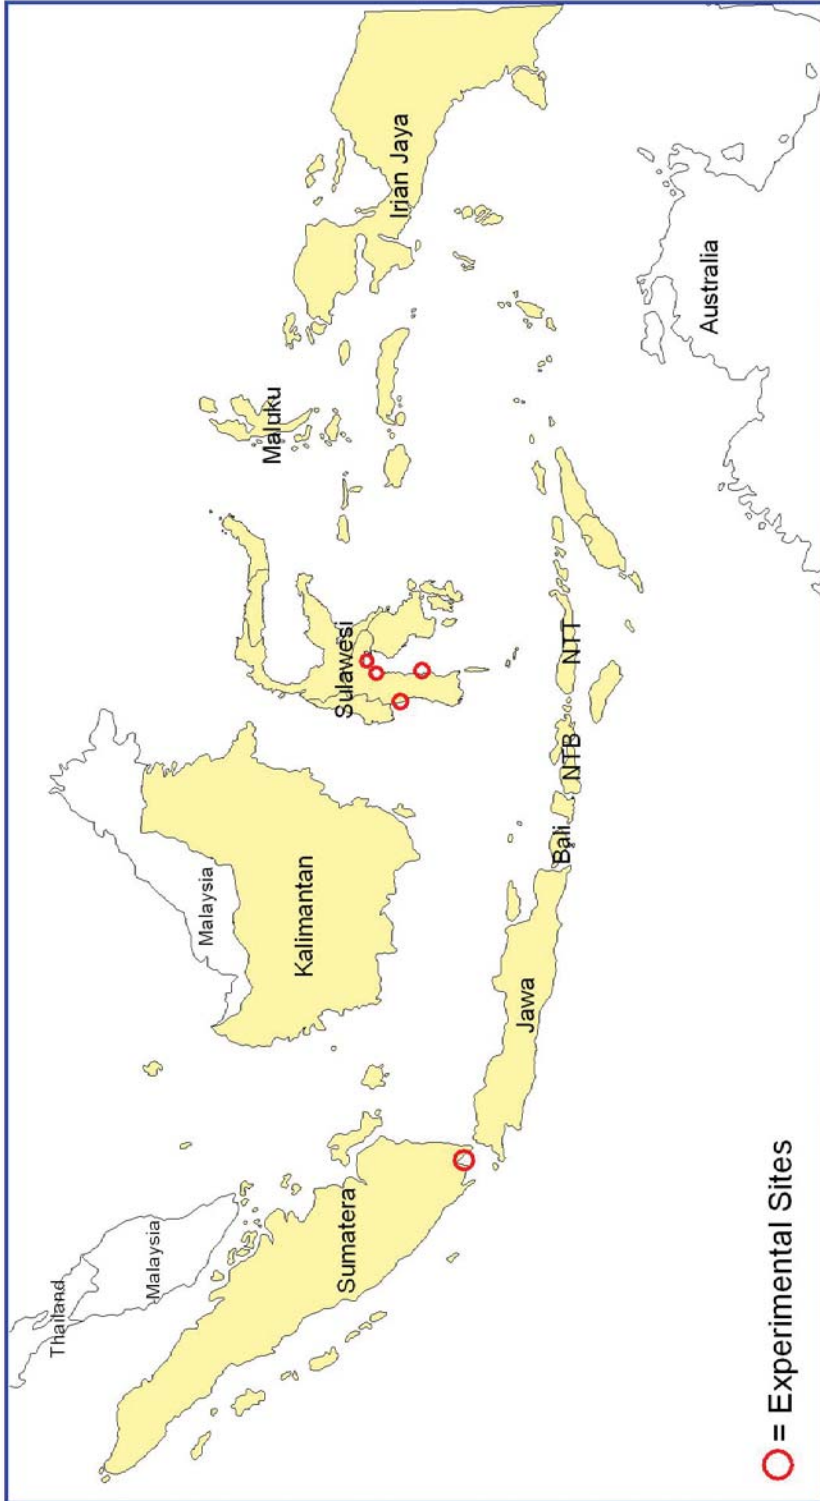 Thailand
Malaysia
Sumatera
Malaysia
Kalimantan
Sulawesi
Maluku
Irian Jaya
Jawa
Bali
NTB
NTT
Australia
= Experimental Sites